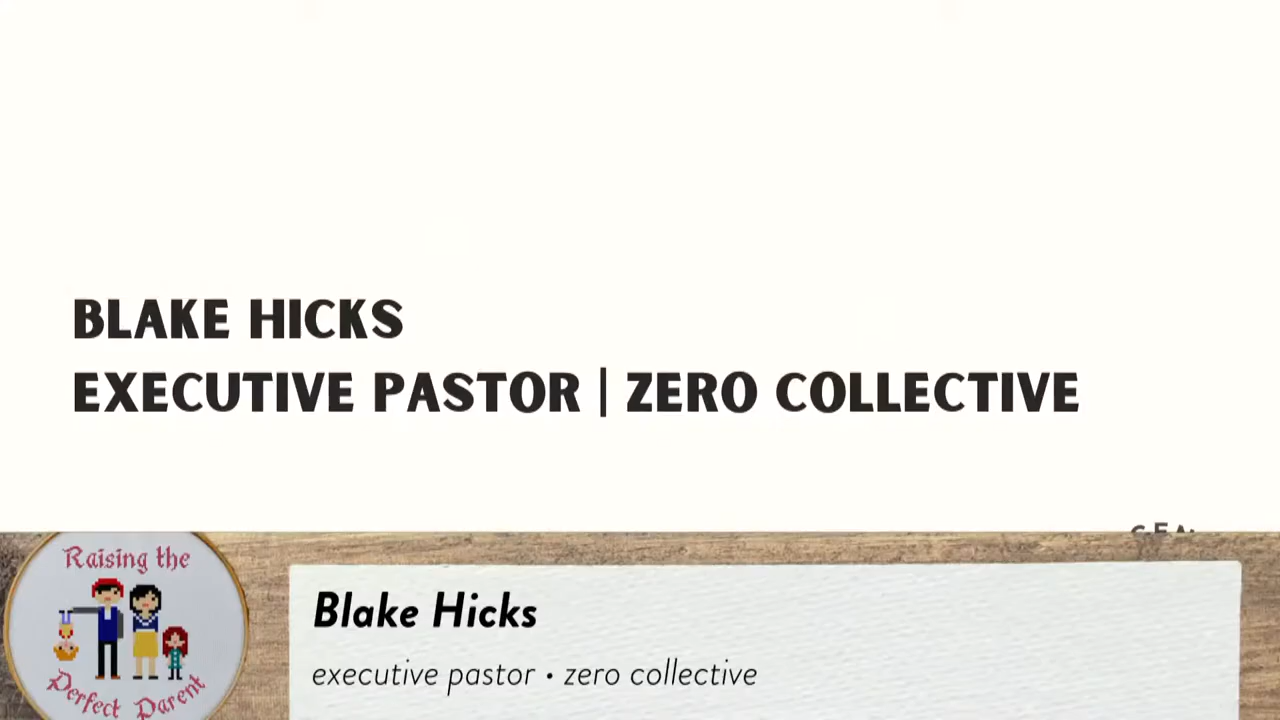 BLAKE HICKS
EXECUTIVE PASTOR | ZERO COLLECTIVE
Raising the
Perfect Parent
Blake Hicks
executive pastor • zero collective